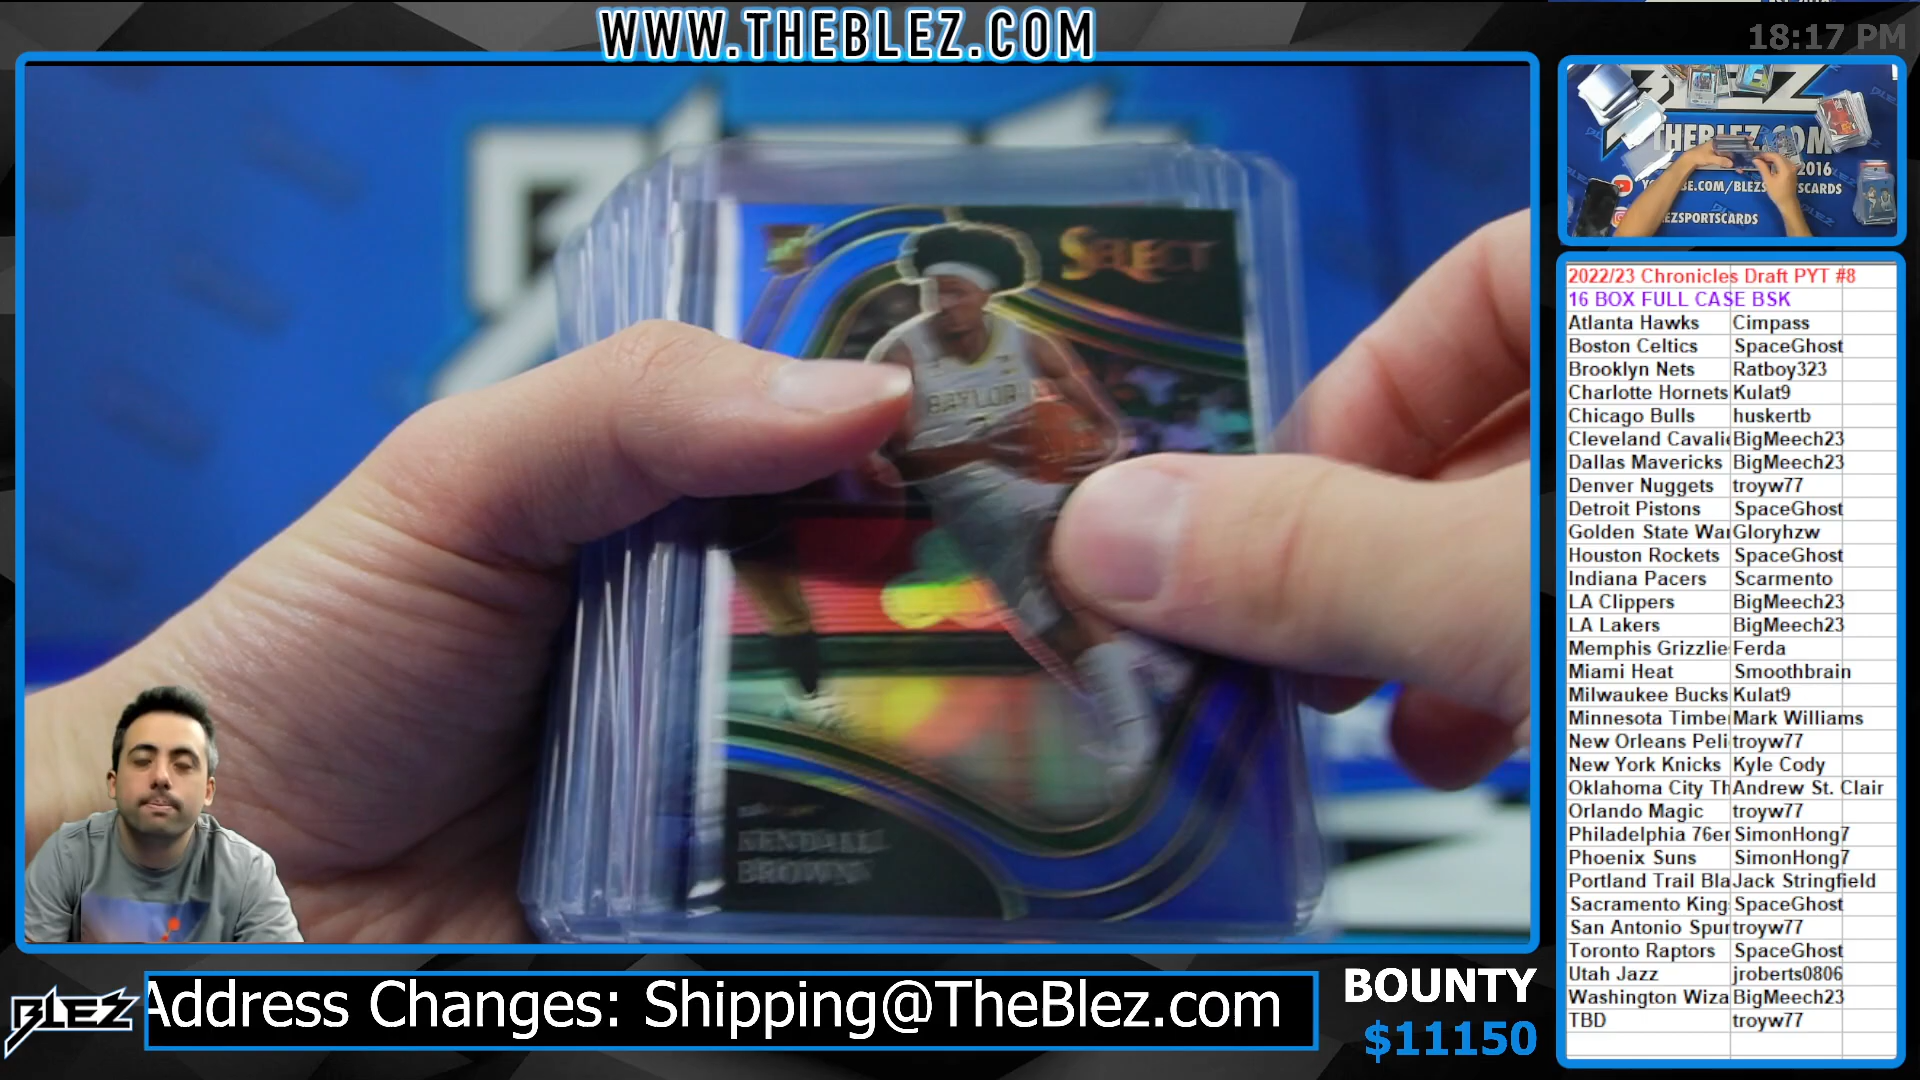 WWW.THEBLEZ.COM
18:17 PM
THEBLEZ.COM
2016
SELECT
BAYLOR
KENDALL
BROWN
2022/23 Chronicles Draft PYT #8
16 BOX FULL CASE BSK
Atlanta Hawks Cimpass
Boston Celtics SpaceGhost
Brooklyn Nets Ratboy323
Charlotte Hornets Kulat9
Chicago Bulls huskertb
Cleveland Cavali BigMeech23
Dallas Mavericks BigMeech23
Denver Nuggets troyw77
Detroit Pistons SpaceGhost
Golden State War Gloryhzw
Houston Rockets SpaceGhost
Indiana Pacers Scarmento
LA Clippers BigMeech23
LA Lakers BigMeech23
Memphis Grizzlie Ferda
Miami Heat Smoothbrain
Milwaukee Bucks Kulat9
Minnesota Timbe Mark Williams
New Orleans Peli troyw77
New York Knicks Kyle Cody
Oklahoma City Th Andrew St. Clair
Orlando Magic troyw77
Philadelphia 76er SimonHong7
Phoenix Suns SimonHong7
Portland Trail Bla Jack Stringfield
Sacramento King SpaceGhost
San Antonio Spur troyw77
Toronto Raptors SpaceGhost
Utah Jazz jroberts0806
Washington Wiza BigMeech23
TBD troyw77
BLEZ
Address Changes: Shipping@TheBlez.com
BOUNTY
$11150